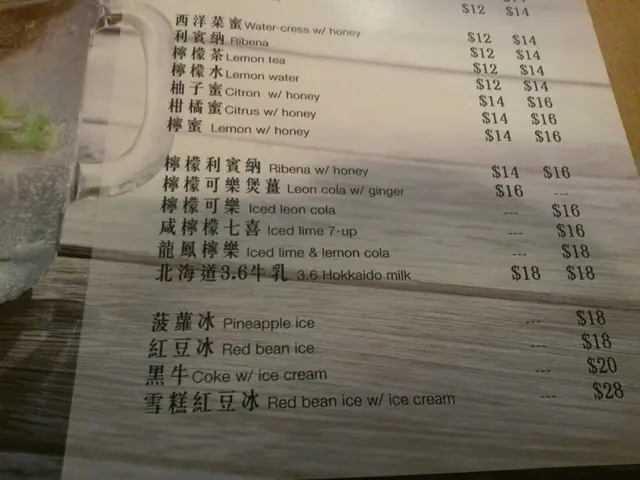 $12 $14
西洋菜蜜 Water-cress w/ honey $12 $14
利賓納 Ribena $12 $14
檸檬茶 Lemon tea $12 $14
檸檬水 Lemon water $12 $14
柚子蜜 Citron w/ honey $14 $16
柑橘蜜 Citrus w/ honey $14 $16
檸蜜 Lemon w/ honey $14 $16
檸檬利賓納 Ribena w/ honey $14 $16
檸檬可樂煲薑 Leon cola w/ ginger $16 ---
檸檬可樂 Iced leon cola --- $16
咸檸檬七喜 Iced lime 7-up --- $16
龍鳳檸樂 Iced lime & lemon cola --- $18
北海道3.6牛乳 3.6 Hokkaido milk $18 $18
菠蘿冰 Pineapple ice --- $18
紅豆冰 Red bean ice --- $18
黑牛 Coke w/ ice cream --- $20
雪糕紅豆冰 Red bean ice w/ ice cream --- $28